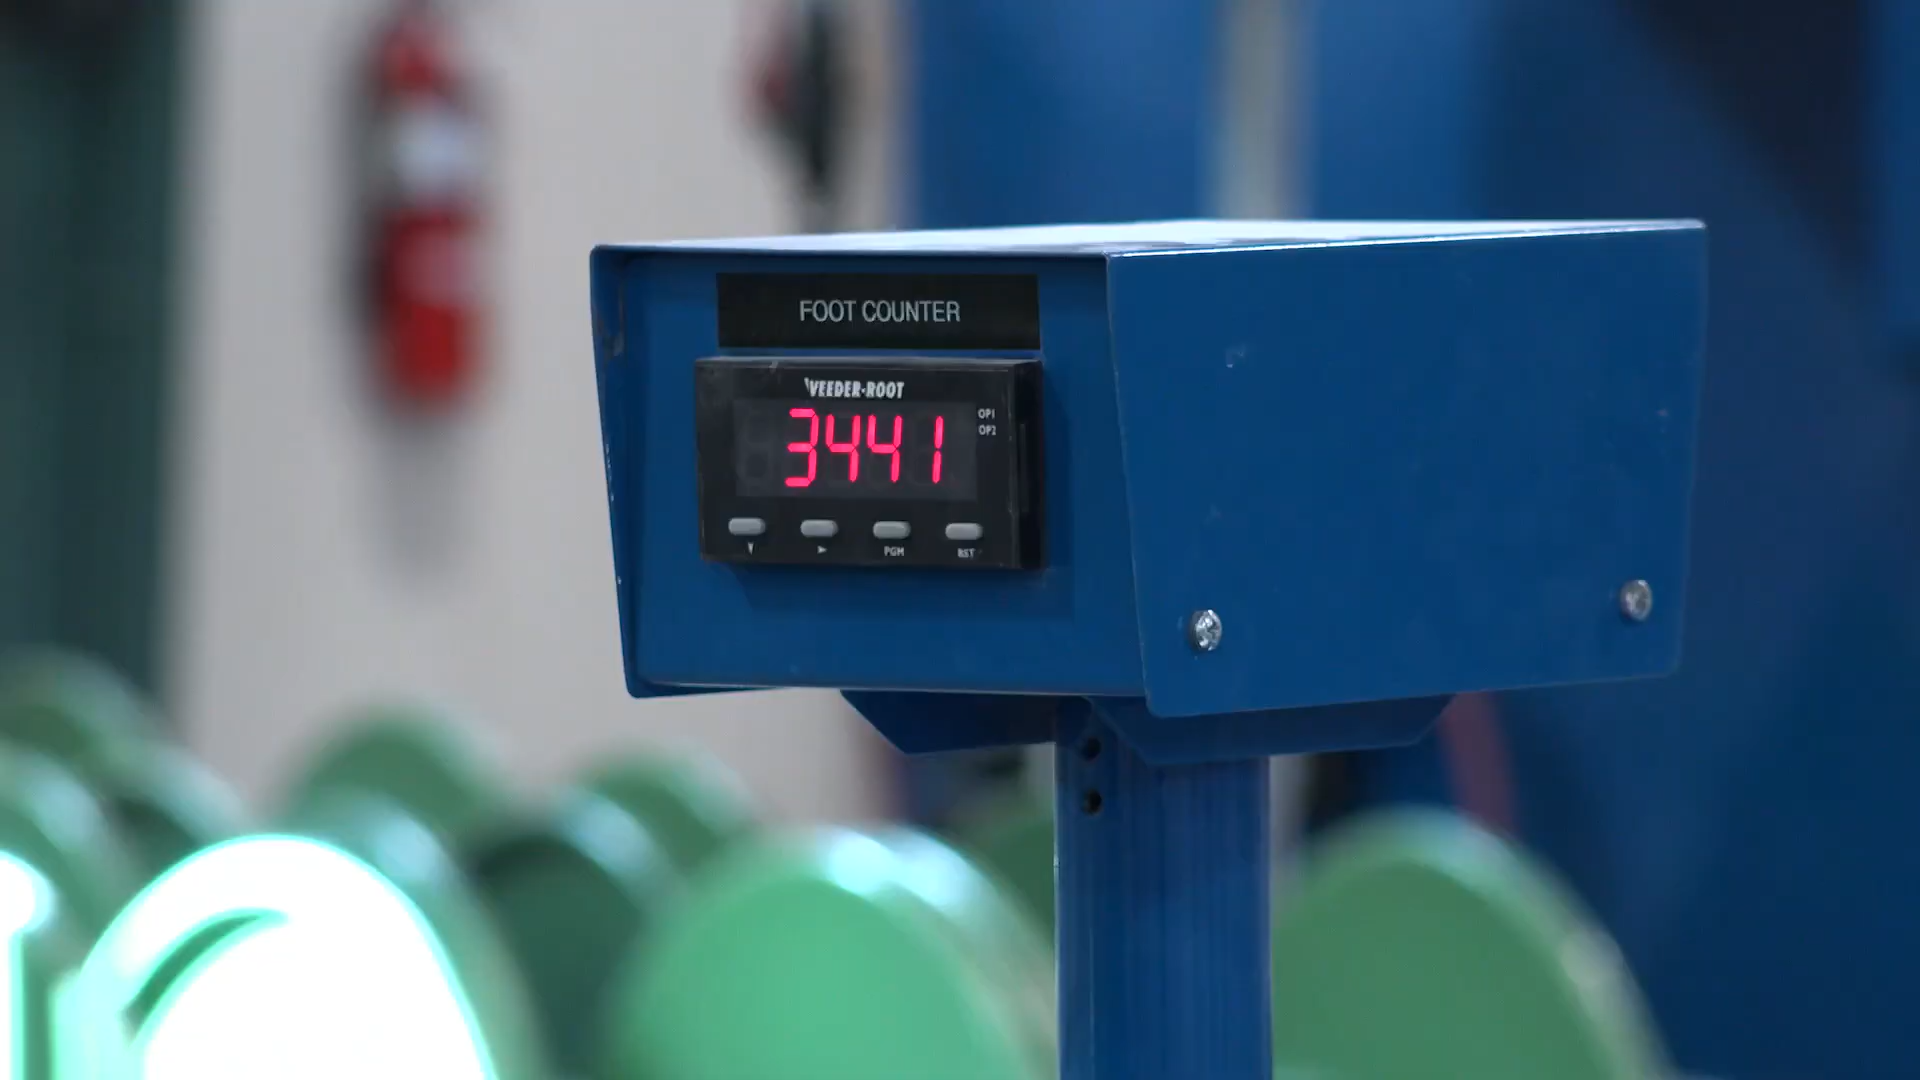 FOOT COUNTER
VEEDER-ROOT
3441
OP1
OP2
PGM
RST